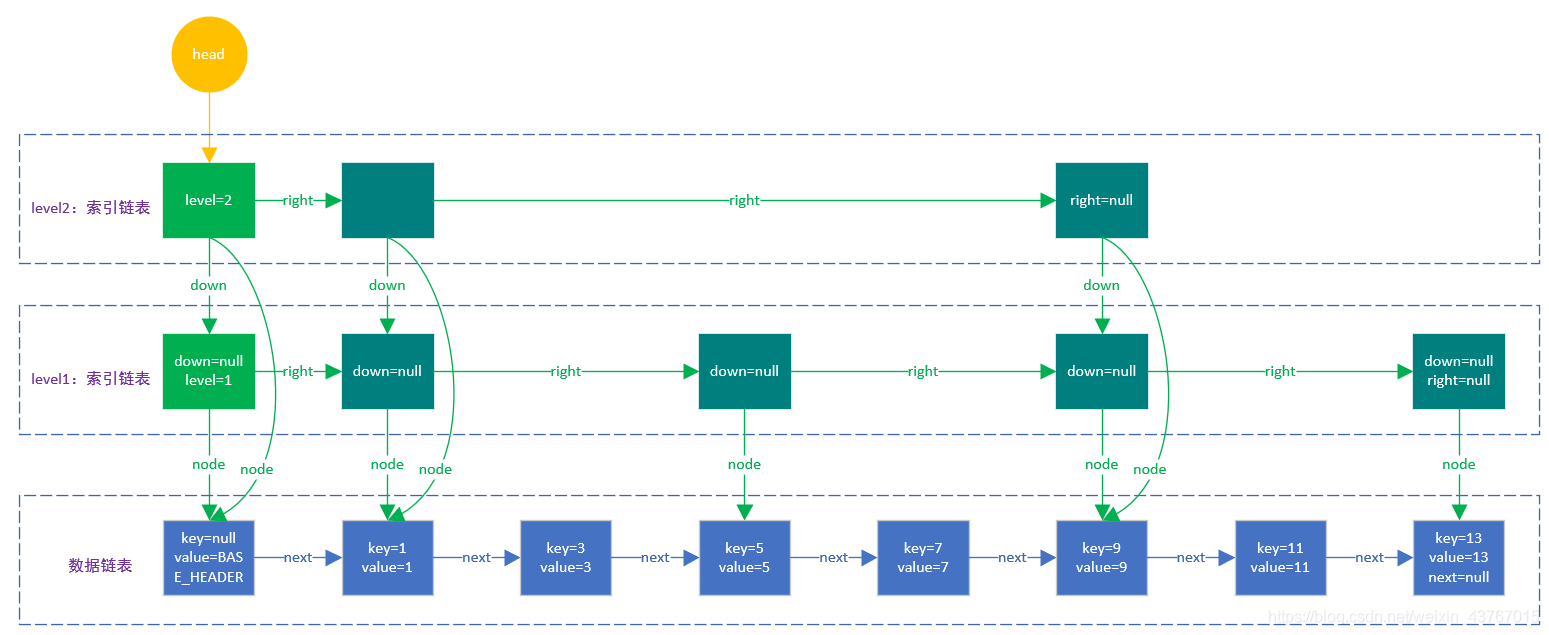 head
level2：索引链表
level=2
right
right
right=null
down
down
down
level1：索引链表
down=null
level=1
right
down=null
right
down=null
right
down=null
right
down=null
right=null
node
node
node
node
node
node
node
node
数据链表
key=null
value=BAS
E_HEADER
next
key=1
value=1
next
key=3
value=3
next
key=5
value=5
next
key=7
value=7
next
key=9
value=9
next
key=11
value=11
next
key=13
value=13
next=null
https://blog.csdn.net/weixin_43767015